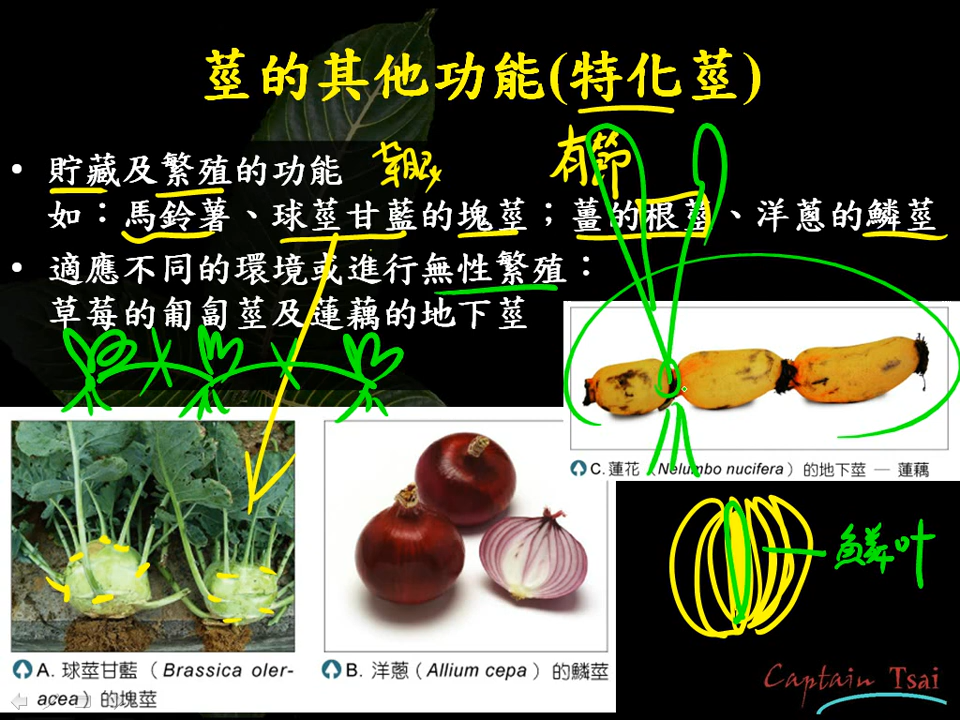 莖的其他功能(特化莖)
• 貯藏及繁殖的功能
有節
如：馬鈴薯、球莖甘藍的塊莖；薑的根莖、洋蔥的鱗莖
• 適應不同的環境或進行無性繁殖：
草莓的匍匐莖及蓮藕的地下莖
C. 蓮花（Nelumbo nucifera）的地下莖 — 蓮藕
鱗叶
A. 球莖甘藍（Brassica oler-
acea）的塊莖
B. 洋蔥（Allium cepa）的鱗莖
Captain Tsai